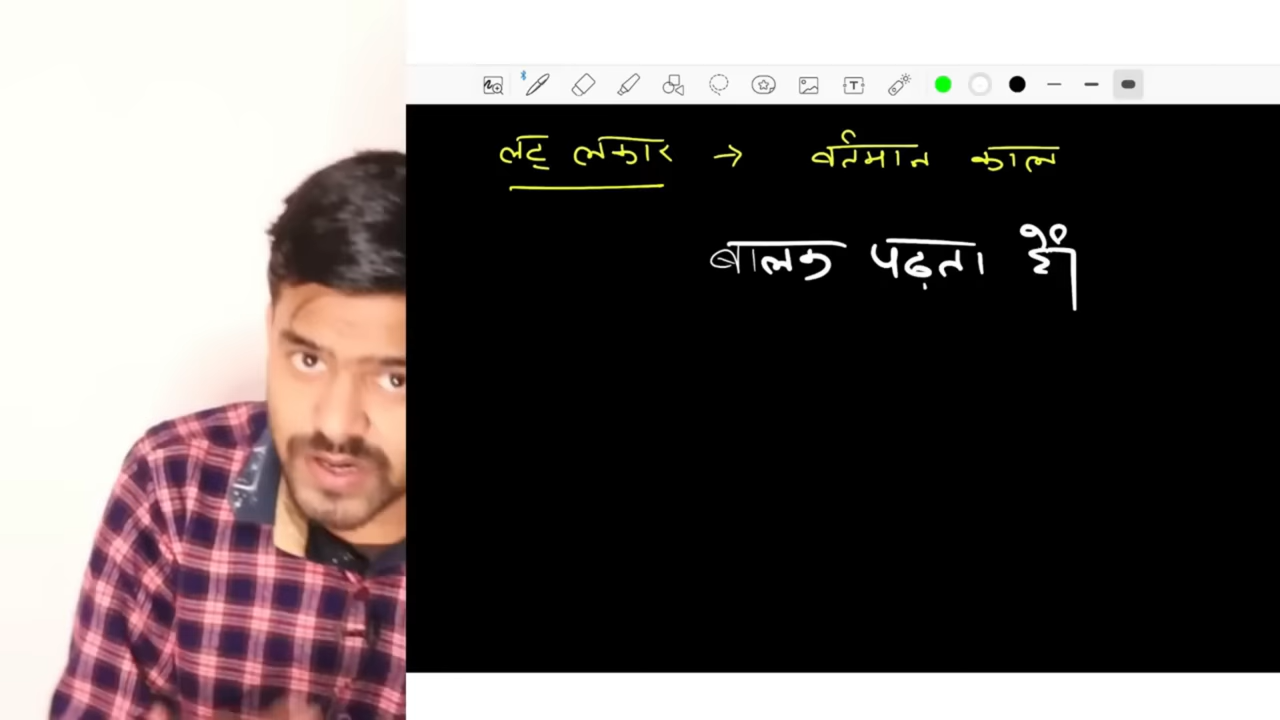 लट् लकार → वर्तमान काल
बालक पढ़ता है।